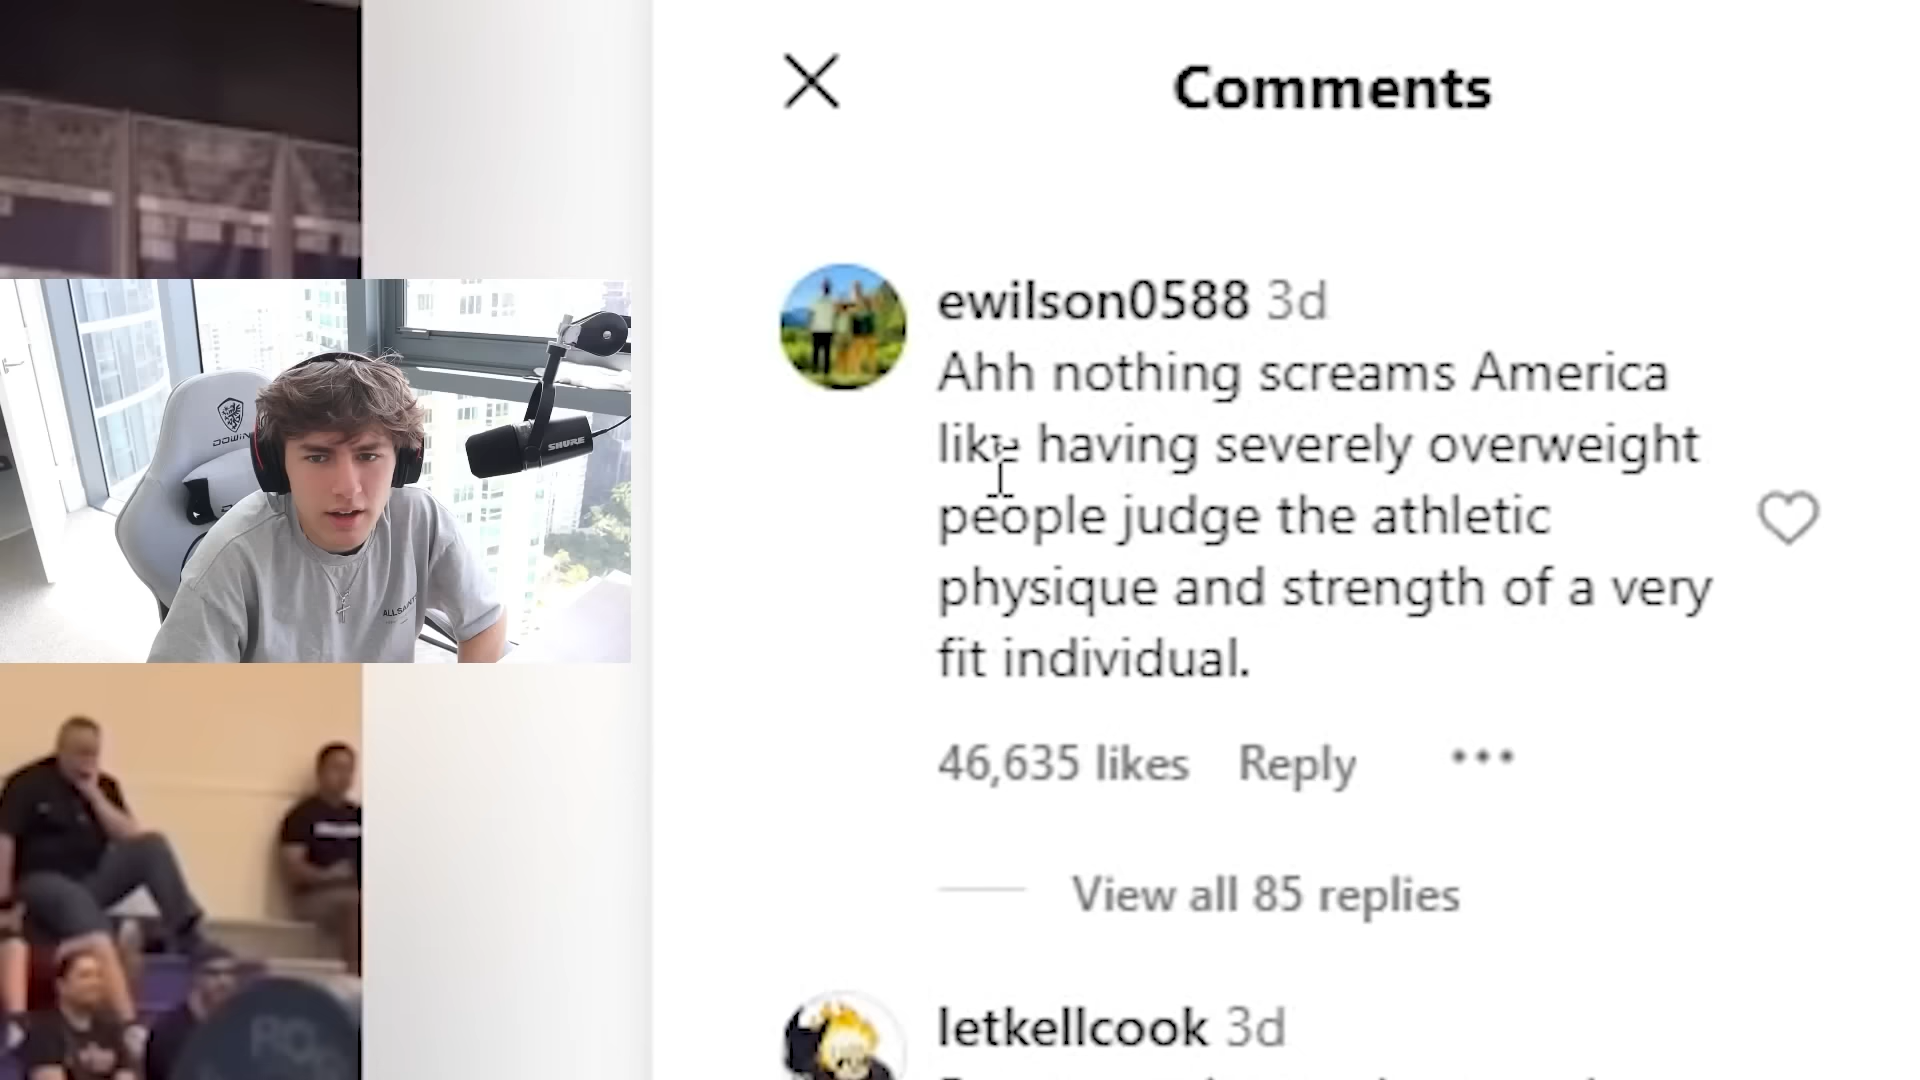 Comments
ewilson0588 3d
Ahh nothing screams America
like having severely overweight
people judge the athletic
physique and strength of a very
fit individual.
46,635 likes Reply
View all 85 replies
letkellcook 3d
SHURE